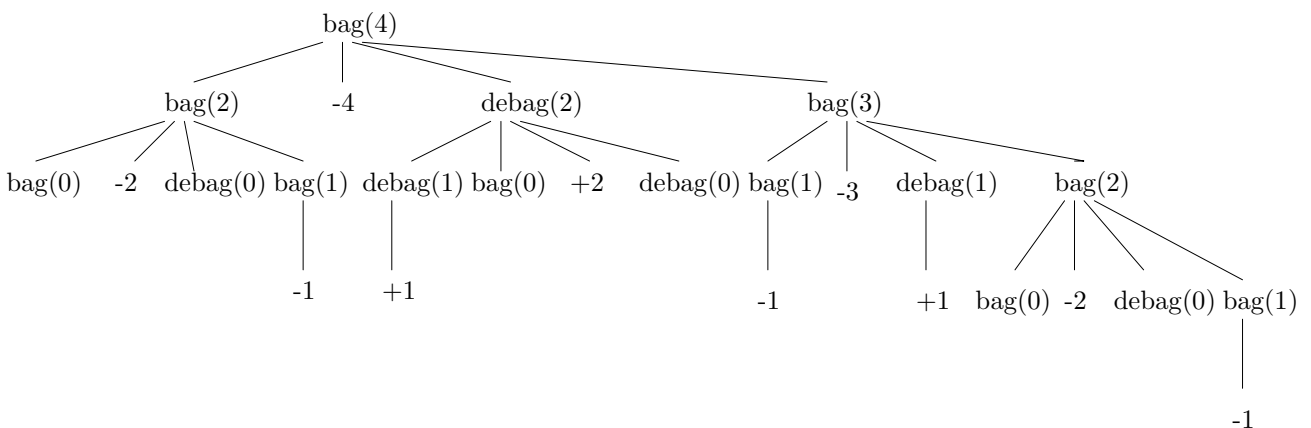 bag(4)
bag(2) -4 debag(2) bag(3)
bag(0) -2 debag(0) bag(1) debag(1) bag(0) +2 debag(0) bag(1) -3 debag(1) bag(2)
-1 +1 -1 +1 bag(0) -2 debag(0) bag(1)
-1